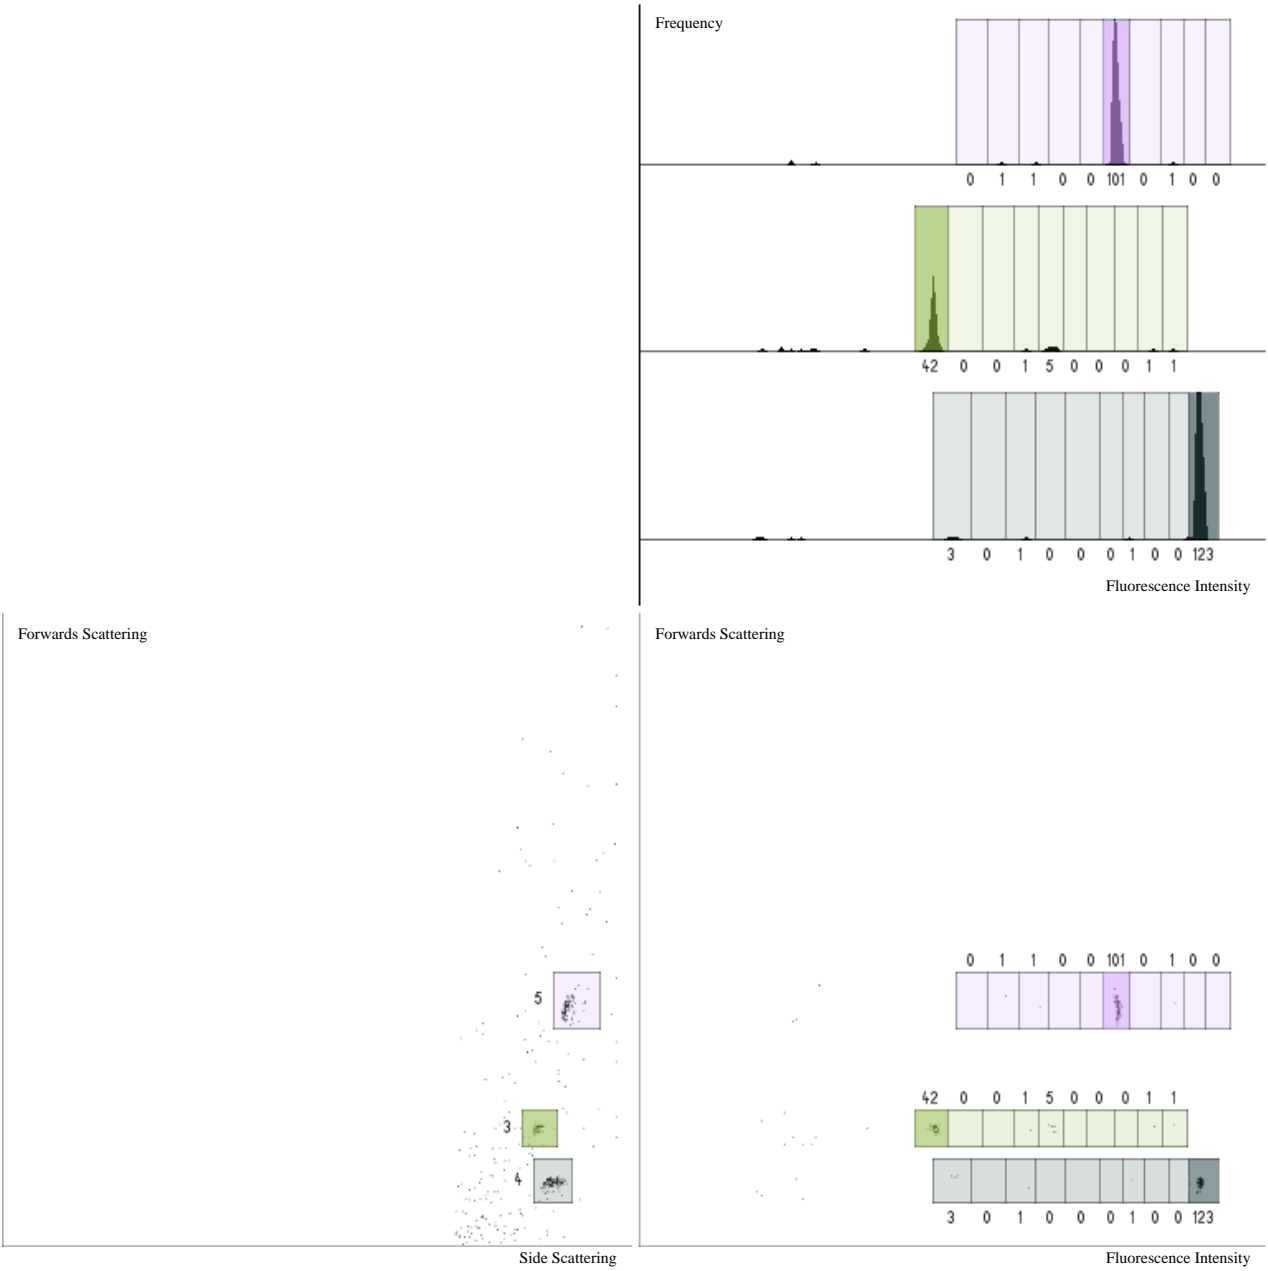 Frequency
0 1 1 0 0 101 0 1 0 0
42 0 0 1 5 0 0 0 1 1
3 0 1 0 0 0 1 0 0 123
Fluorescence Intensity
Forwards Scattering
5
3
4
Side Scattering
Forwards Scattering
0 1 1 0 0 101 0 1 0 0
42 0 0 1 5 0 0 0 1 1
3 0 1 0 0 0 1 0 0 123
Fluorescence Intensity